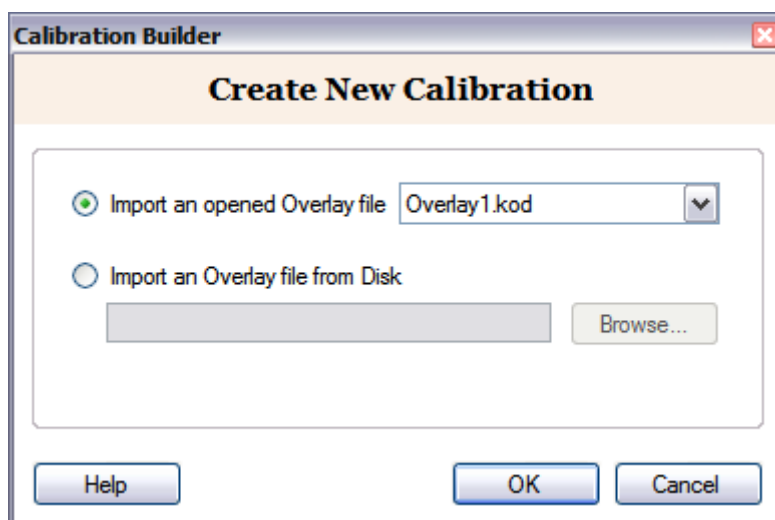 Calibration Builder
Create New Calibration
Import an opened Overlay file Overlay1.kod
Import an Overlay file from Disk
Browse...
Help OK Cancel